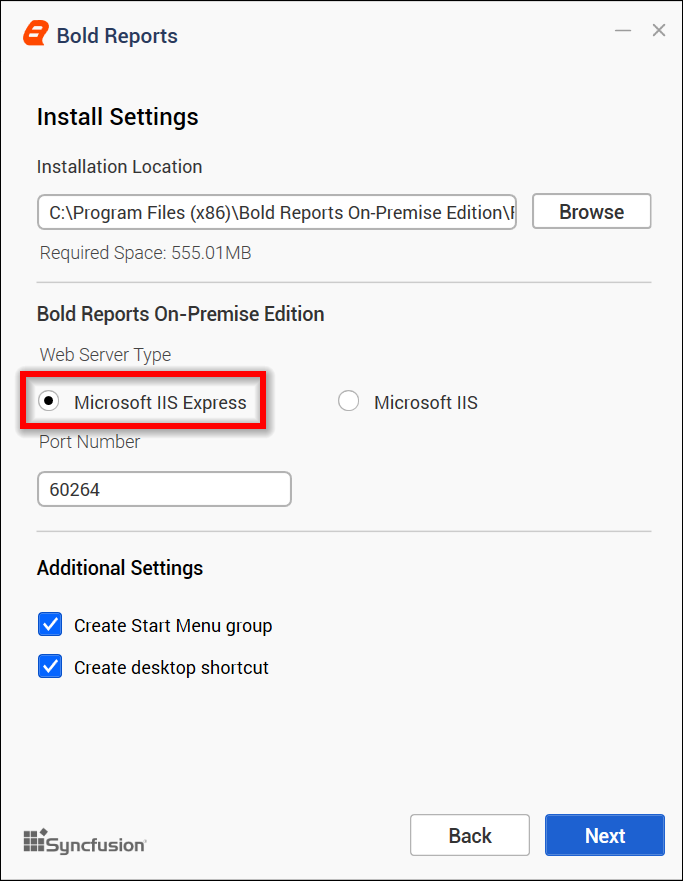 Bold Reports
Install Settings
Installation Location
C:\Program Files (x86)\Bold Reports On-Premise Edition\
Browse
Required Space: 555.01MB
Bold Reports On-Premise Edition
Web Server Type
Microsoft IIS Express
Microsoft IIS
Port Number
60264
Additional Settings
Create Start Menu group
Create desktop shortcut
Syncfusion
Back
Next